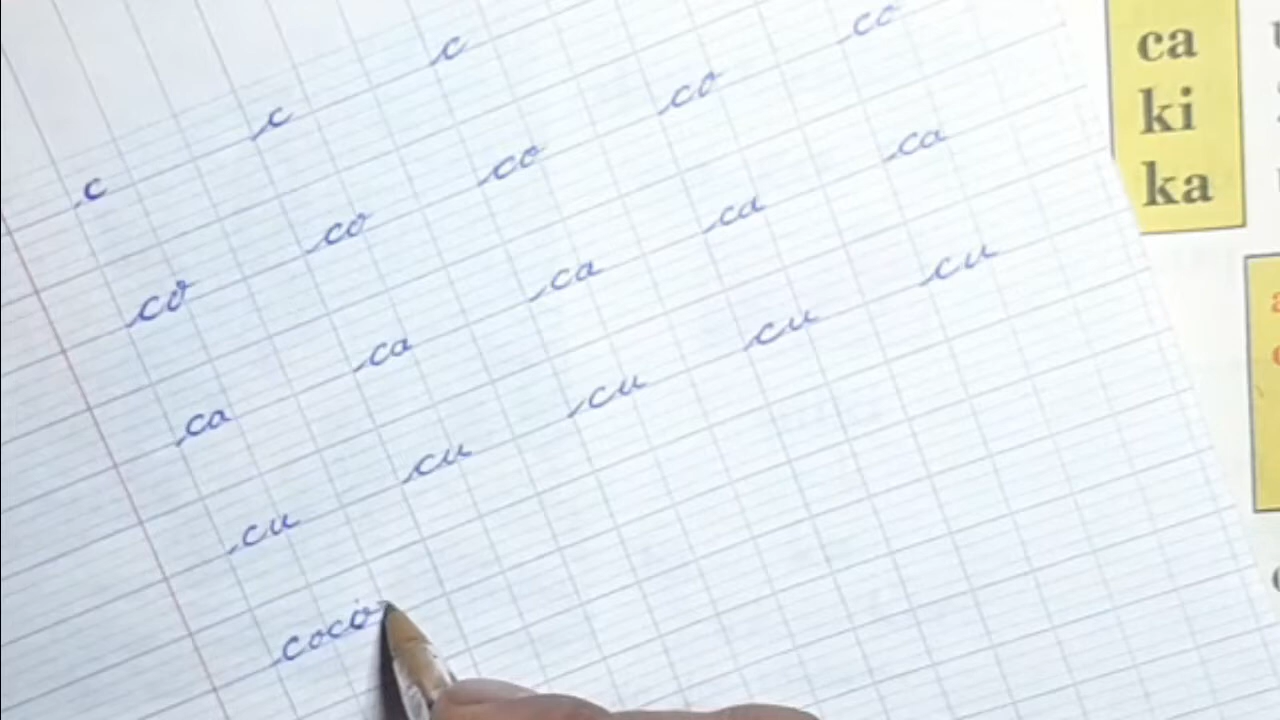 c c c
co co co co co
ca ca ca ca ca
cu cu cu cu cu
coco
ca
ki
ka